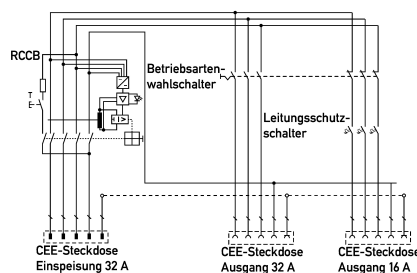 RCCB
Betriebsarten-
wahlschalter
T
Leitungsschutz-
schalter
CEE-Steckdose
Einspeisung 32 A
CEE-Steckdose
Ausgang 32 A
CEE-Steckdose
Ausgang 16 A